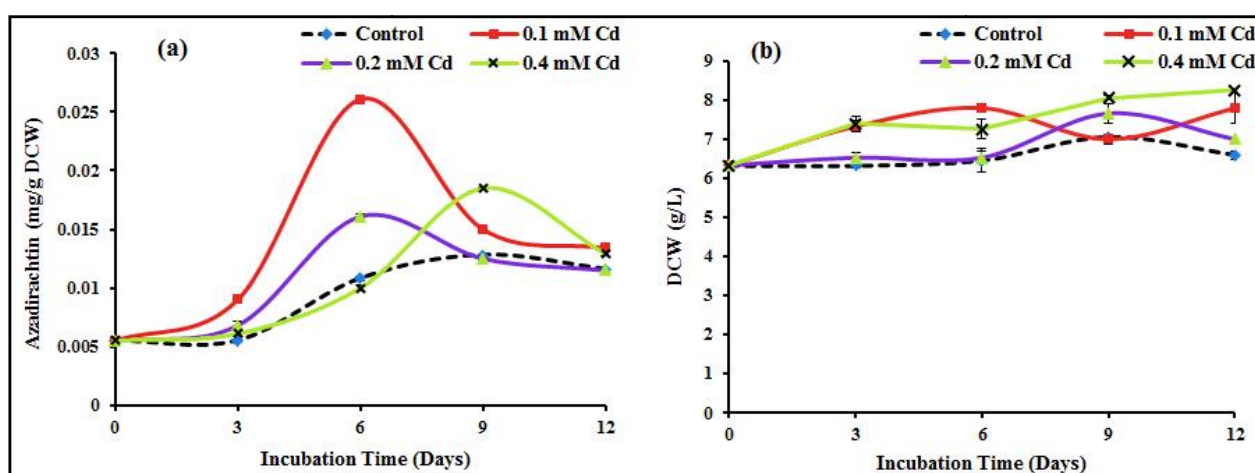 (a)
Control
0.1 mM Cd
0.2 mM Cd
0.4 mM Cd
Azadirachtin (mg/g DCW)
0.03
0.025
0.02
0.015
0.01
0.005
0
0 3 6 9 12
Incubation Time (Days)
(b)
Control
0.1 mM Cd
0.2 mM Cd
0.4 mM Cd
DCW (g/L)
9
8
7
6
5
4
3
2
1
0
0 3 6 9 12
Incubation Time (Days)